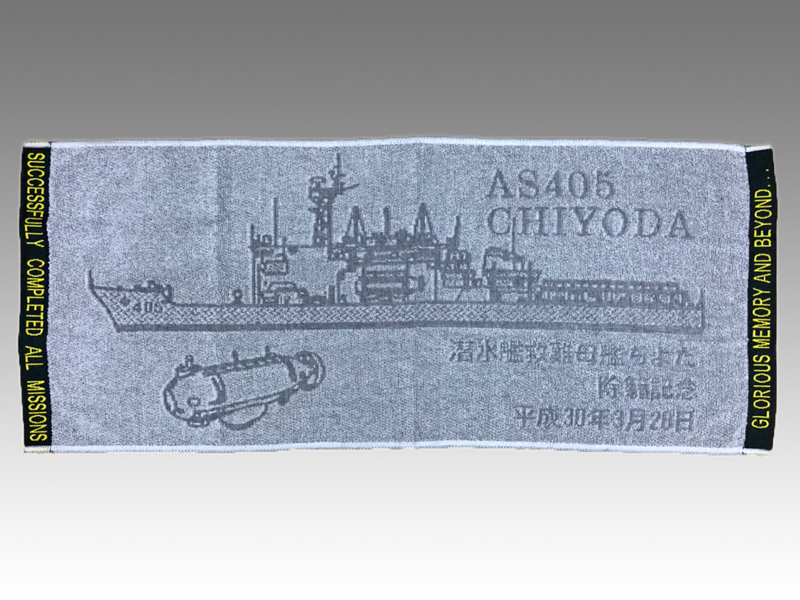 SUCCESSFULLY COMPLETED ALL MISSIONS
AS405
CHIYODA
405
潜水艦救難母艦ちよだ
除籍記念
平成30年3月20日
GLORIOUS MEMORY AND BEYOND...